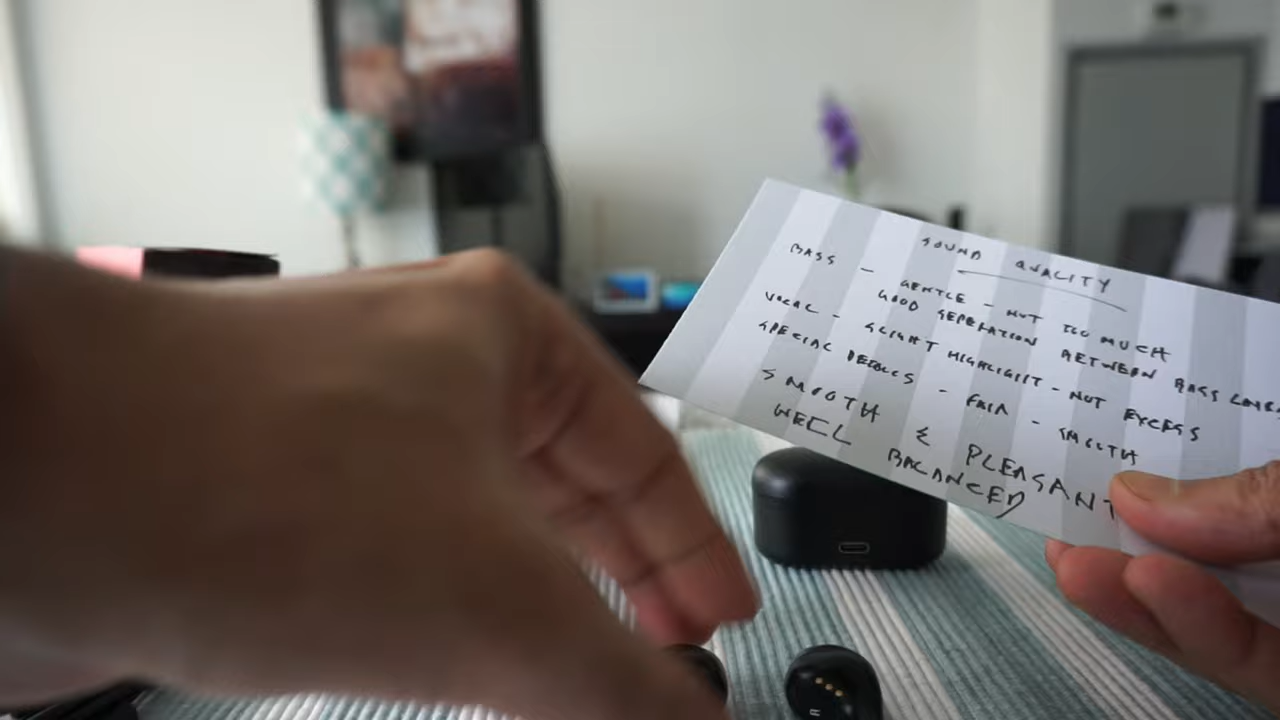 SOUND QUALITY
BASS - GENTLE - NOT TOO MUCH
GOOD SEPERATION BETWEEN BASS
VOCAL - SLIGHT HIGHLIGHT - NOT EXCESS
SPECIAL DETAILS - FAIR - SMOOTH
SMOOTH & PLEASANT
WELL BALANCED